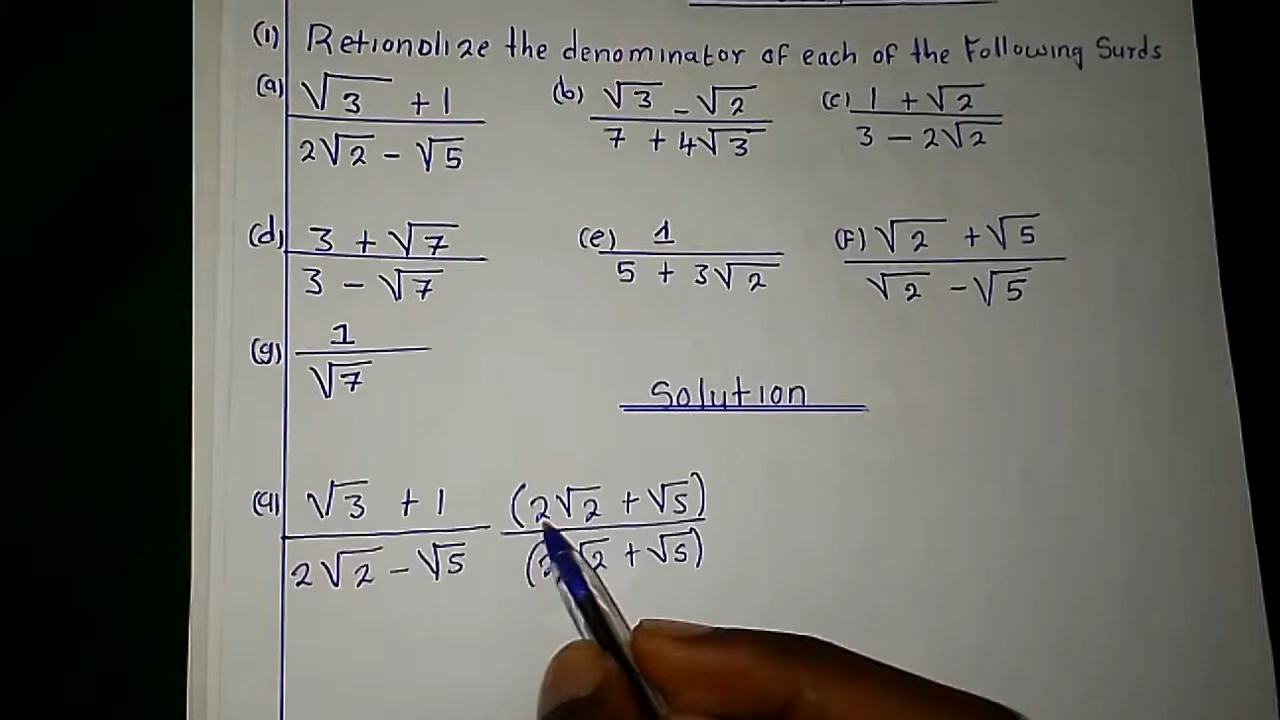 (1) Retionolize the denominator of each of the Following Surds
(a) √3 + 1 (b) √3 - √2 (c) 1 + √2
2√2 - √5 7 + 4√3 3 - 2√2
(d) 3 + √7 (e) 1 (F) √2 + √5
3 - √7 5 + 3√2 √2 - √5
(g) 1
√7
Solution
(a) √3 + 1 (2√2 + √5)
2√2 - √5 (2√2 + √5)